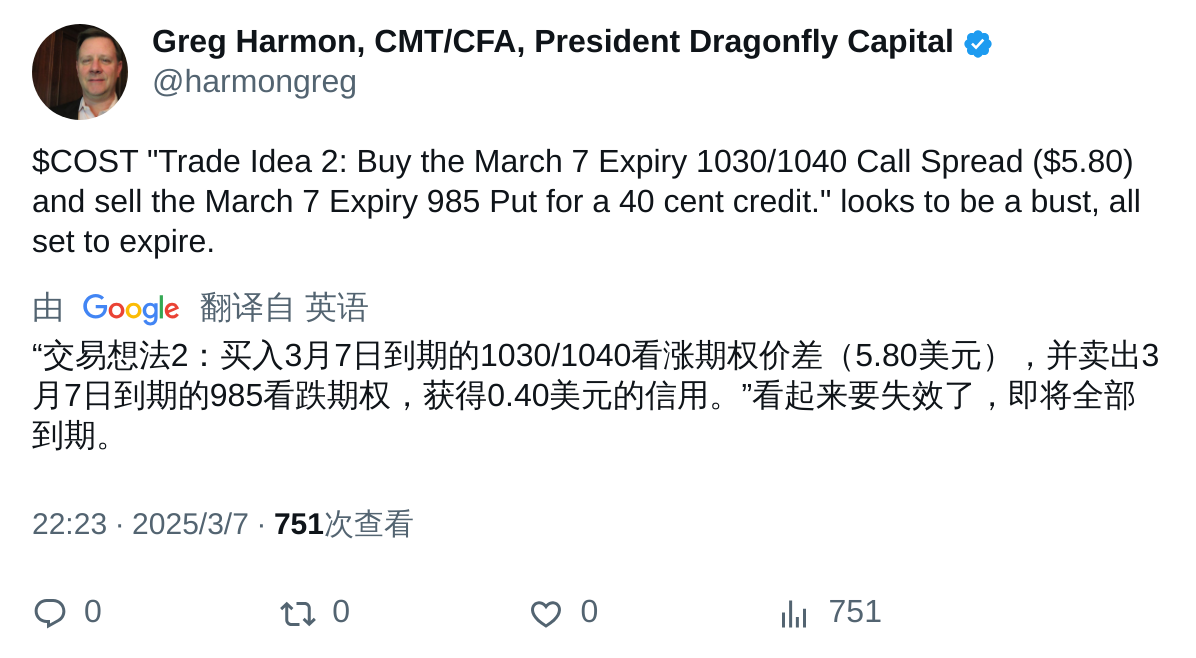 Greg Harmon, CMT/CFA, President Dragonfly Capital
@harmongreg
$COST "Trade Idea 2: Buy the March 7 Expiry 1030/1040 Call Spread ($5.80)
and sell the March 7 Expiry 985 Put for a 40 cent credit." looks to be a bust, all
set to expire.
由 Google 翻译自 英语
“交易想法2：买入3月7日到期的1030/1040看涨期权价差（5.80美元），并卖出3
月7日到期的985看跌期权，获得0.40美元的信用。”看起来要失效了，即将全部
到期。
22:23 · 2025/3/7 · 751次查看
0 0 0 751